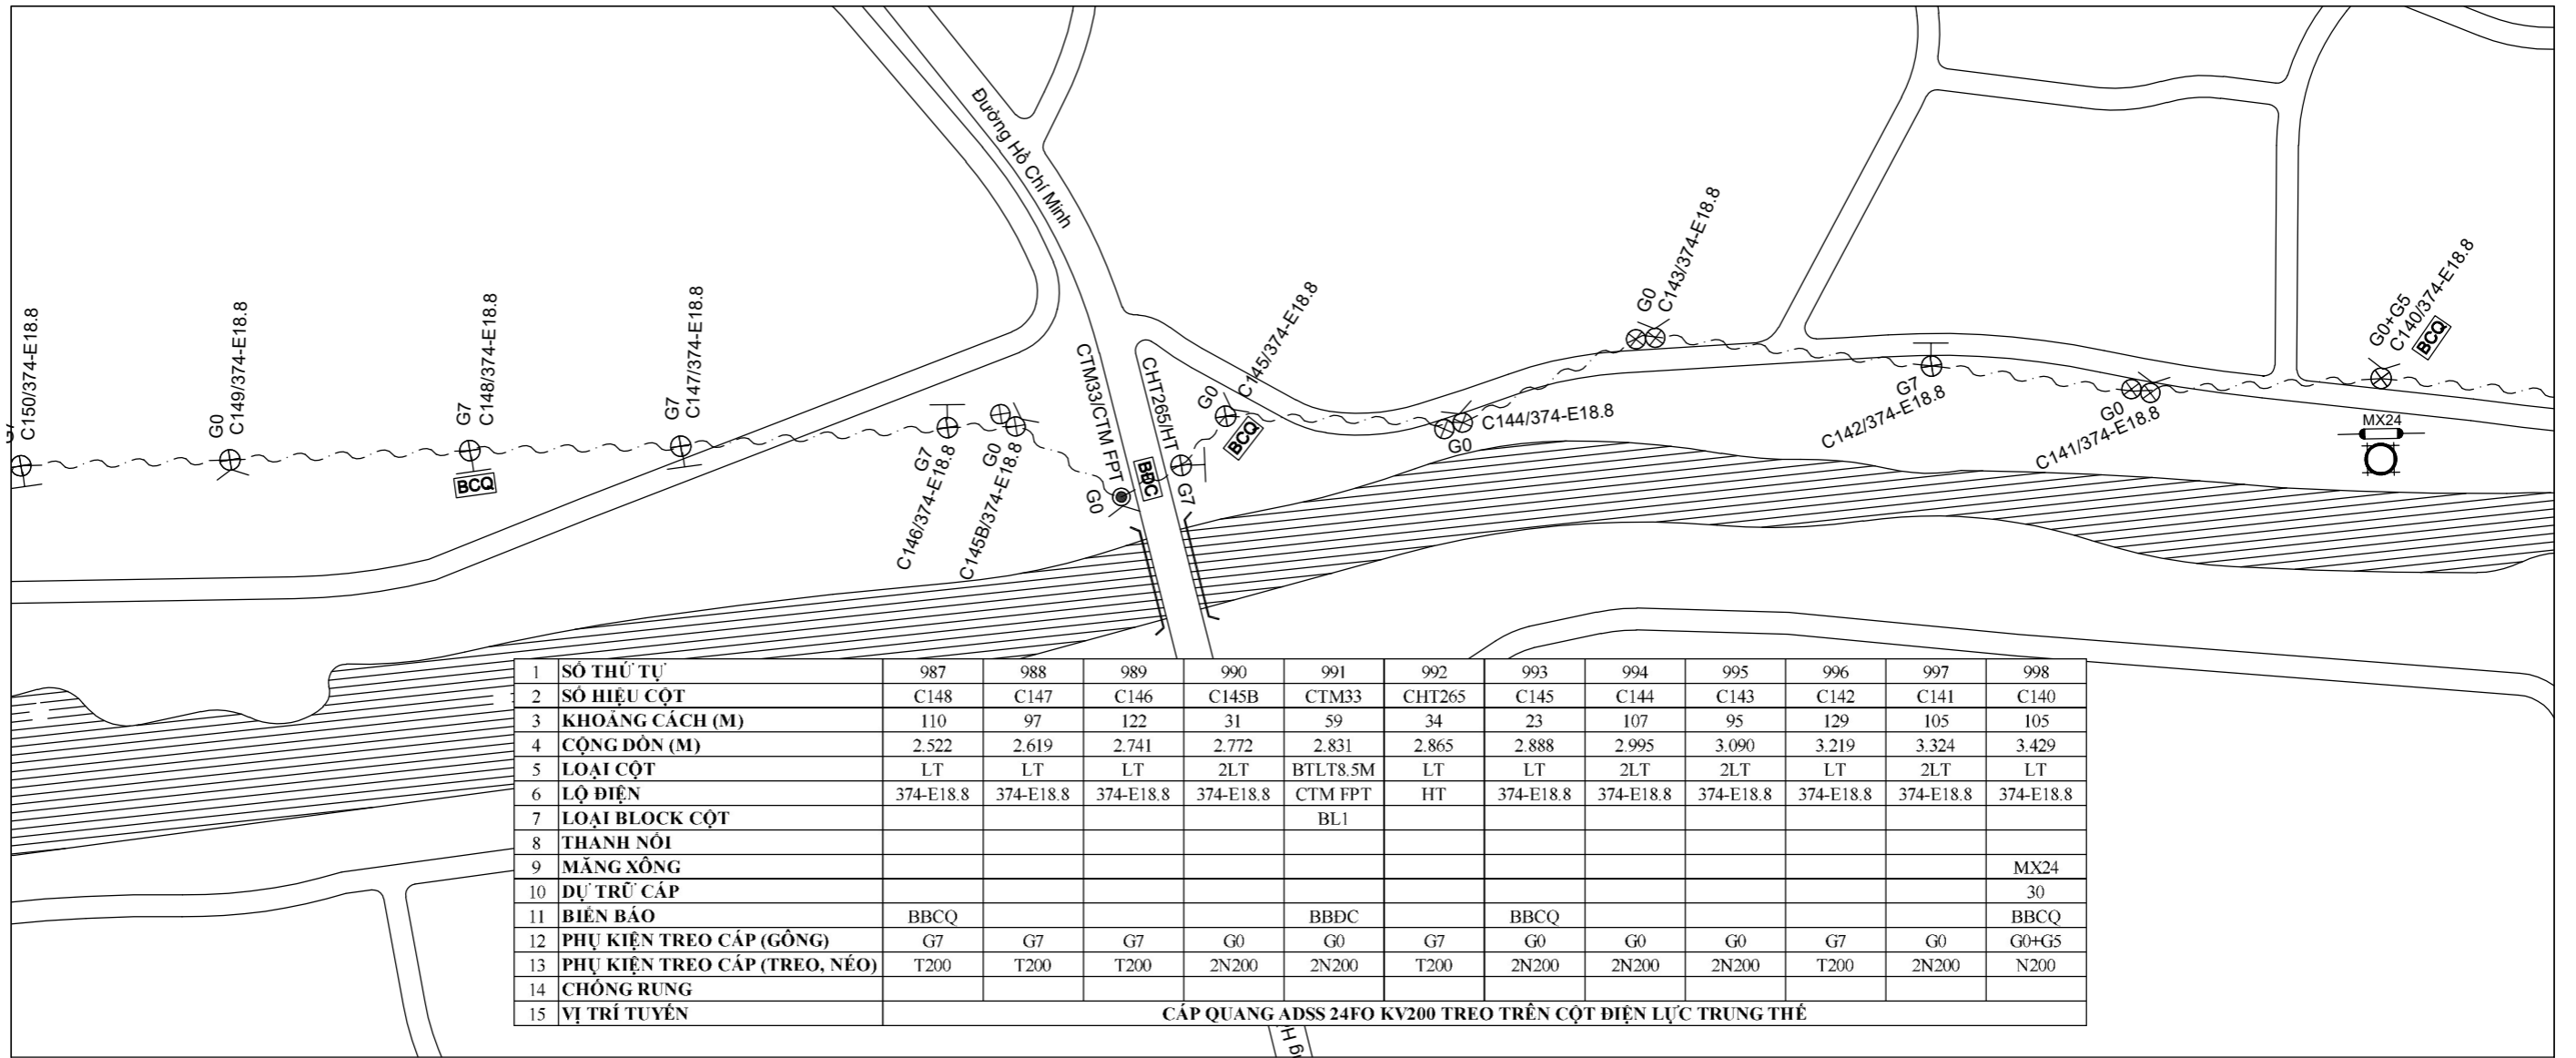 Đường Hồ Chí Minh
C150/374-E18.8
G0
C149/374-E18.8
G7
C148/374-E18.8
BCQ
G7
C147/374-E18.8
G7
C146/374-E18.8
G0
C145B/374-E18.8
CTM33/CTM FPT
G0
BĐC
CHT265/HT
G7
G0
C145/374-E18.8
BCQ
G0
C144/374-E18.8
G0
C143/374-E18.8
G7
C142/374-E18.8
G0
C141/374-E18.8
G0+G5
C140/374-E18.8
BCQ
MX24
1 SỐ THỨ TỰ 987 988 989 990 991 992 993 994 995 996 997 998
2 SỐ HIỆU CỘT C148 C147 C146 C145B CTM33 CHT265 C145 C144 C143 C142 C141 C140
3 KHOẢNG CÁCH (M) 110 97 122 31 59 34 23 107 95 129 105 105
4 CỘNG DỒN (M) 2.522 2.619 2.741 2.772 2.831 2.865 2.888 2.995 3.090 3.219 3.324 3.429
5 LOẠI CỘT LT LT LT 2LT BTLT8.5M LT LT 2LT 2LT LT 2LT LT
6 LỘ ĐIỆN 374-E18.8 374-E18.8 374-E18.8 374-E18.8 CTM FPT HT 374-E18.8 374-E18.8 374-E18.8 374-E18.8 374-E18.8 374-E18.8
7 LOẠI BLOCK CỘT BL1
8 THANH NỐI
9 MĂNG XÔNG MX24
10 DỰ TRỮ CÁP 30
11 BIỂN BÁO BBCQ BBĐC BBCQ BBCQ
12 PHỤ KIỆN TREO CÁP (GÔNG) G7 G7 G7 G0 G0 G7 G0 G0 G0 G7 G0 G0+G5
13 PHỤ KIỆN TREO CÁP (TREO, NÉO) T200 T200 T200 2N200 2N200 T200 2N200 2N200 2N200 T200 2N200 N200
14 CHỐNG RUNG
15 VỊ TRÍ TUYẾN CÁP QUANG ADSS 24FO KV200 TREO TRÊN CỘT ĐIỆN LỰC TRUNG THẾ